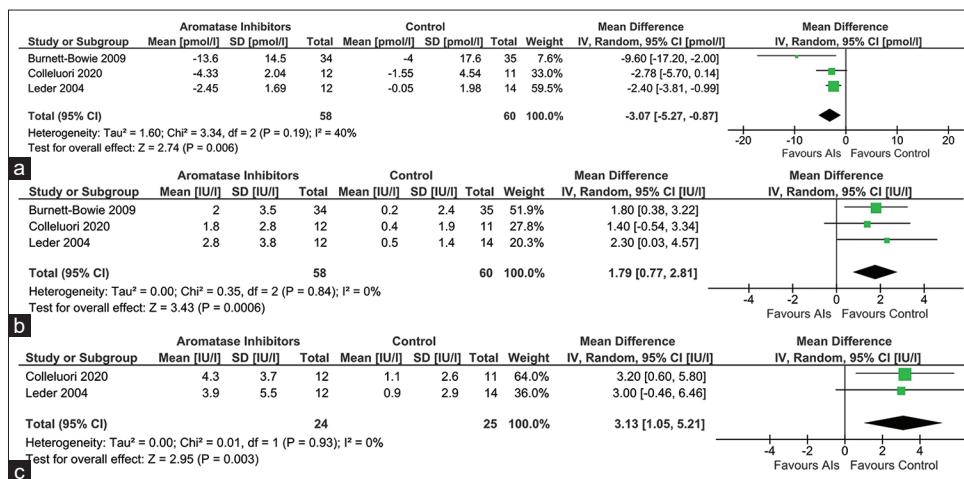 Aromatase Inhibitors Control Mean Difference Mean Difference
Study or Subgroup Mean [pmol/l] SD [pmol/l] Total Mean [pmol/l] SD [pmol/l] Total Weight IV, Random, 95% CI [pmol/l] IV, Random, 95% CI [pmol/l]
Burnett-Bowie 2009 -13.6 14.5 34 -4 17.6 35 7.6% -9.60 [-17.20, -2.00]
Colleluori 2020 -4.33 2.04 12 -1.55 4.54 11 33.0% -2.78 [-5.70, 0.14]
Leder 2004 -2.45 1.69 12 -0.05 1.98 14 59.5% -2.40 [-3.81, -0.99]
Total (95% CI) 58 60 100.0% -3.07 [-5.27, -0.87]
Heterogeneity: Tau² = 1.60; Chi² = 3.34, df = 2 (P = 0.19); I² = 40%
Test for overall effect: Z = 2.74 (P = 0.006)
-20 -10 0 10 20
Favours AIs Favours Control
a
Aromatase Inhibitors Control Mean Difference Mean Difference
Study or Subgroup Mean [IU/l] SD [IU/l] Total Mean [IU/l] SD [IU/l] Total Weight IV, Random, 95% CI [IU/l] IV, Random, 95% CI [IU/l]
Burnett-Bowie 2009 2 3.5 34 0.2 2.4 35 51.9% 1.80 [0.38, 3.22]
Colleluori 2020 1.8 2.8 12 0.4 1.9 11 27.8% 1.40 [-0.54, 3.34]
Leder 2004 2.8 3.8 12 0.5 1.4 14 20.3% 2.30 [0.03, 4.57]
Total (95% CI) 58 60 100.0% 1.79 [0.77, 2.81]
Heterogeneity: Tau² = 0.00; Chi² = 0.35, df = 2 (P = 0.84); I² = 0%
Test for overall effect: Z = 3.43 (P = 0.0006)
-4 -2 0 2 4
Favours AIs Favours Control
b
Aromatase Inhibitors Control Mean Difference Mean Difference
Study or Subgroup Mean [IU/l] SD [IU/l] Total Mean [IU/l] SD [IU/l] Total Weight IV, Random, 95% CI [IU/l] IV, Random, 95% CI [IU/l]
Colleluori 2020 4.3 3.7 12 1.1 2.6 11 64.0% 3.20 [0.60, 5.80]
Leder 2004 3.9 5.5 12 0.9 2.9 14 36.0% 3.00 [-0.46, 6.46]
Total (95% CI) 24 25 100.0% 3.13 [1.05, 5.21]
Heterogeneity: Tau² = 0.00; Chi² = 0.01, df = 1 (P = 0.93); I² = 0%
Test for overall effect: Z = 2.95 (P = 0.003)
-4 -2 0 2 4
Favours AIs Favours Control
c